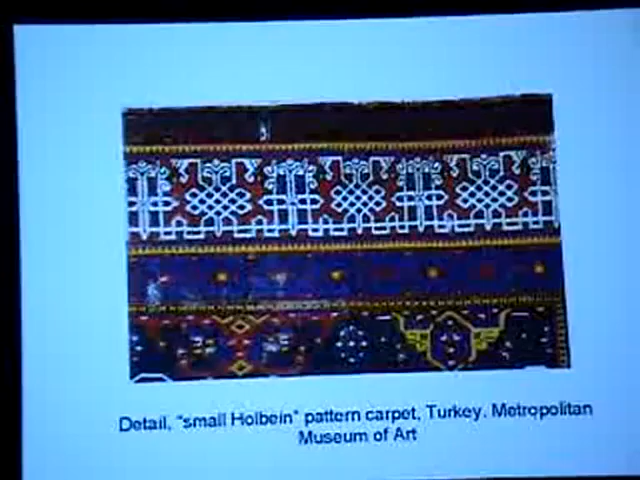 Detail, "small Holbein" pattern carpet, Turkey. Metropolitan
Museum of Art